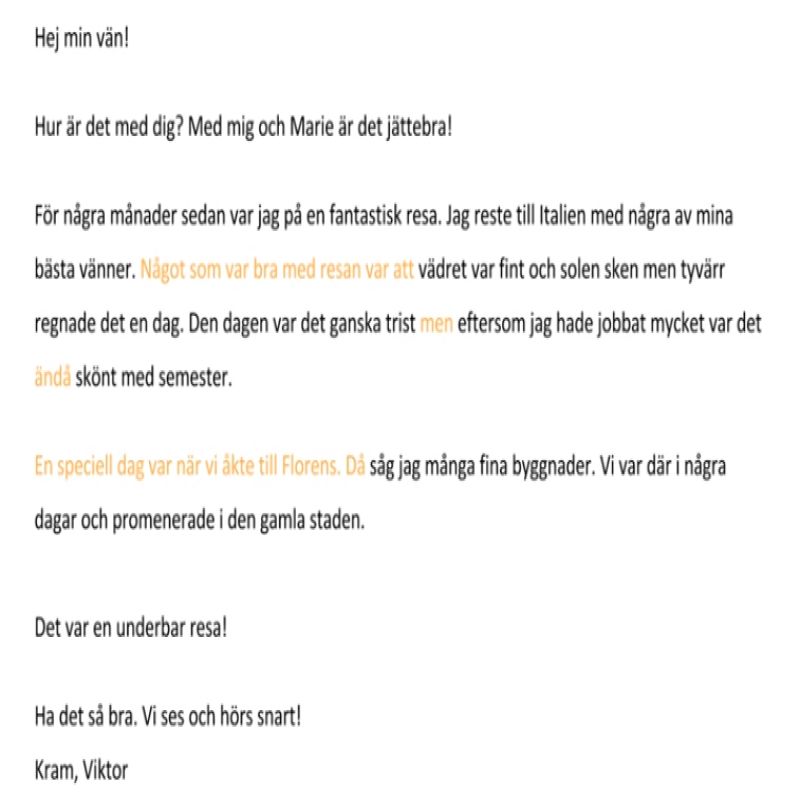 Hej min vän!
Hur är det med dig? Med mig och Marie är det jättebra!
För några månader sedan var jag på en fantastisk resa. Jag reste till Italien med några av mina
bästa vänner. Något som var bra med resan var att vädret var fint och solen sken men tyvärr
regnade det en dag. Den dagen var det ganska trist men eftersom jag hade jobbat mycket var det
ändå skönt med semester.
En speciell dag var när vi åkte till Florens. Då såg jag många fina byggnader. Vi var där i några
dagar och promenerade i den gamla staden.
Det var en underbar resa!
Ha det så bra. Vi ses och hörs snart!
Kram, Viktor